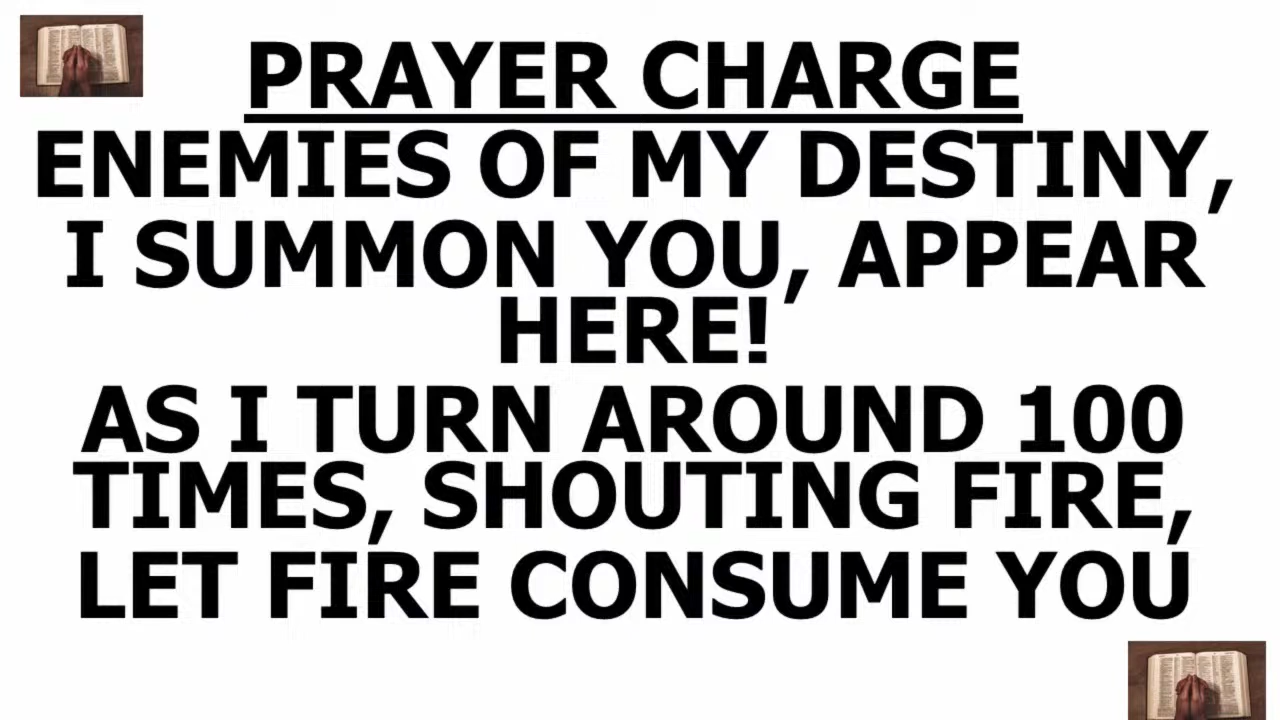 PRAYER CHARGE
ENEMIES OF MY DESTINY,
I SUMMON YOU, APPEAR
HERE!
AS I TURN AROUND 100
TIMES, SHOUTING FIRE,
LET FIRE CONSUME YOU